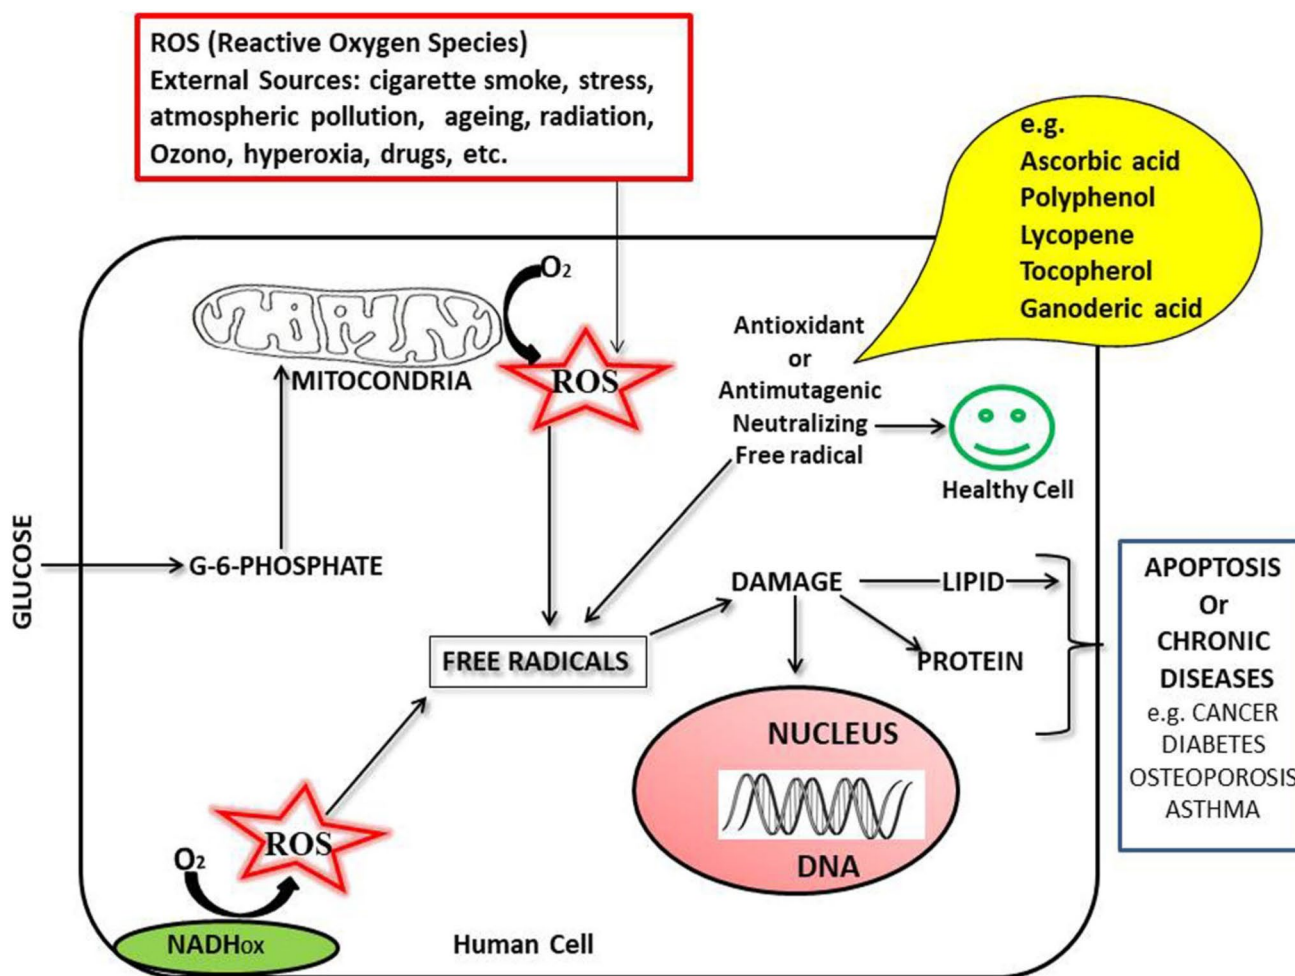 ROS (Reactive Oxygen Species)
External Sources: cigarette smoke, stress,
atmospheric pollution, ageing, radiation,
Ozono, hyperoxia, drugs, etc.
e.g.
Ascorbic acid
Polyphenol
Lycopene
Tocopherol
Ganoderic acid
O2
MITOCONDRIA
ROS
Antioxidant
or
Antimutagenic
Neutralizing
Free radical
Healthy Cell
GLUCOSE
G-6-PHOSPHATE
FREE RADICALS
DAMAGE
LIPID
PROTEIN
NUCLEUS
DNA
APOPTOSIS
Or
CHRONIC
DISEASES
e.g. CANCER
DIABETES
OSTEOPOROSIS
ASTHMA
ROS
O2
NADHOX
Human Cell